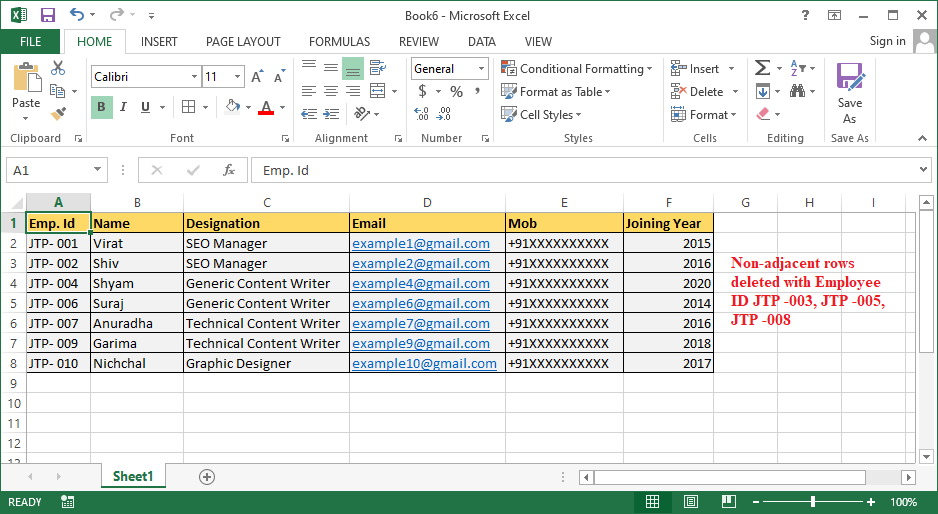 Book6 - Microsoft Excel
?
FILE HOME INSERT PAGE LAYOUT FORMULAS REVIEW DATA VIEW Sign in
Calibri 11 General Conditional Formatting Insert
Paste Format as Table Delete Save
B I U A $ % , Cell Styles Format As
Clipboard Font Alignment Number Styles Cells Editing Save As
A1 fx Emp. Id
A B C D E F G H I
1 Emp. Id Name Designation Email Mob Joining Year
2 JTP- 001 Virat SEO Manager example1@gmail.com +91XXXXXXXXXX 2015
3 JTP- 002 Shiv SEO Manager example2@gmail.com +91XXXXXXXXXX 2016
4 JTP- 004 Shyam Generic Content Writer example4@gmail.com +91XXXXXXXXXX 2020
5 JTP- 006 Suraj Generic Content Writer example6@gmail.com +91XXXXXXXXXX 2014
6 JTP- 007 Anuradha Technical Content Writer example7@gmail.com +91XXXXXXXXXX 2016
7 JTP- 009 Garima Technical Content Writer example9@gmail.com +91XXXXXXXXXX 2018
8 JTP- 010 Nichchal Graphic Designer example10@gmail.com +91XXXXXXXXXX 2017
Non-adjacent rows
deleted with Employee
ID JTP -003, JTP -005,
JTP -008
9
10
11
12
Sheet1
READY 100%